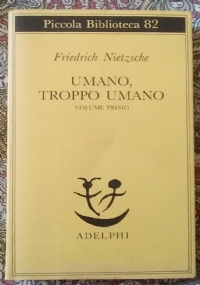 Piccola Biblioteca 82
Friedrich Nietzsche
UMANO,
TROPPO UMANO
VOLUME PRIMO
ADELPHI